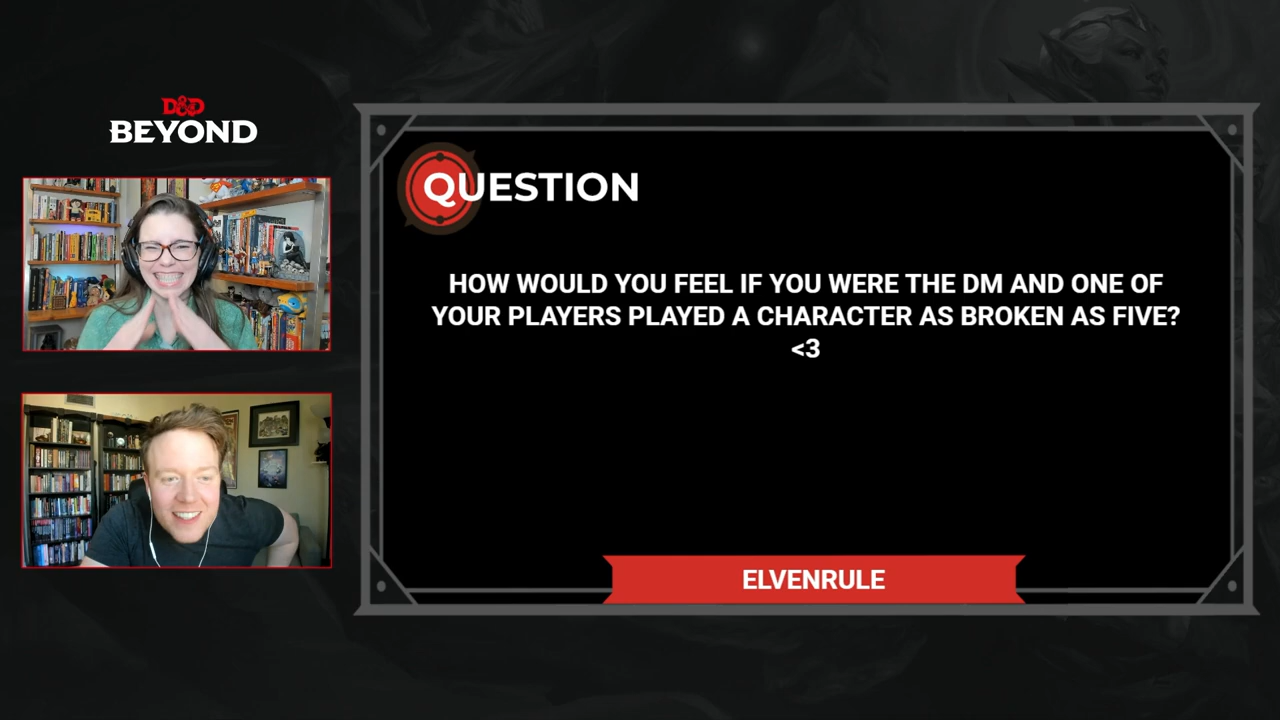 D&D
BEYOND
QUESTION
HOW WOULD YOU FEEL IF YOU WERE THE DM AND ONE OF
YOUR PLAYERS PLAYED A CHARACTER AS BROKEN AS FIVE?
<3
ELVENRULE